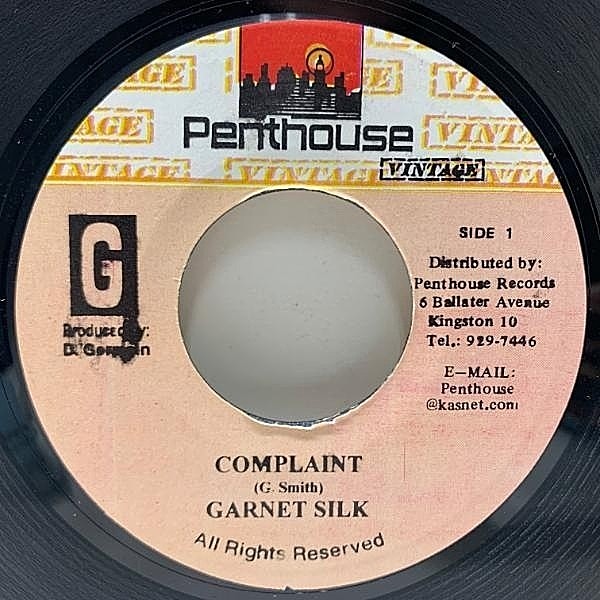 Penthouse
VINTAGE
G
Produced by:
D. Germain
SIDE 1
Distributed by:
Penthouse Records
6 Ballater Avenue
Kingston 10
Tel.: 929-7446
E-MAIL:
Penthouse
@kasnet.com
COMPLAINT
(G. Smith)
GARNET SILK
All Rights Reserved